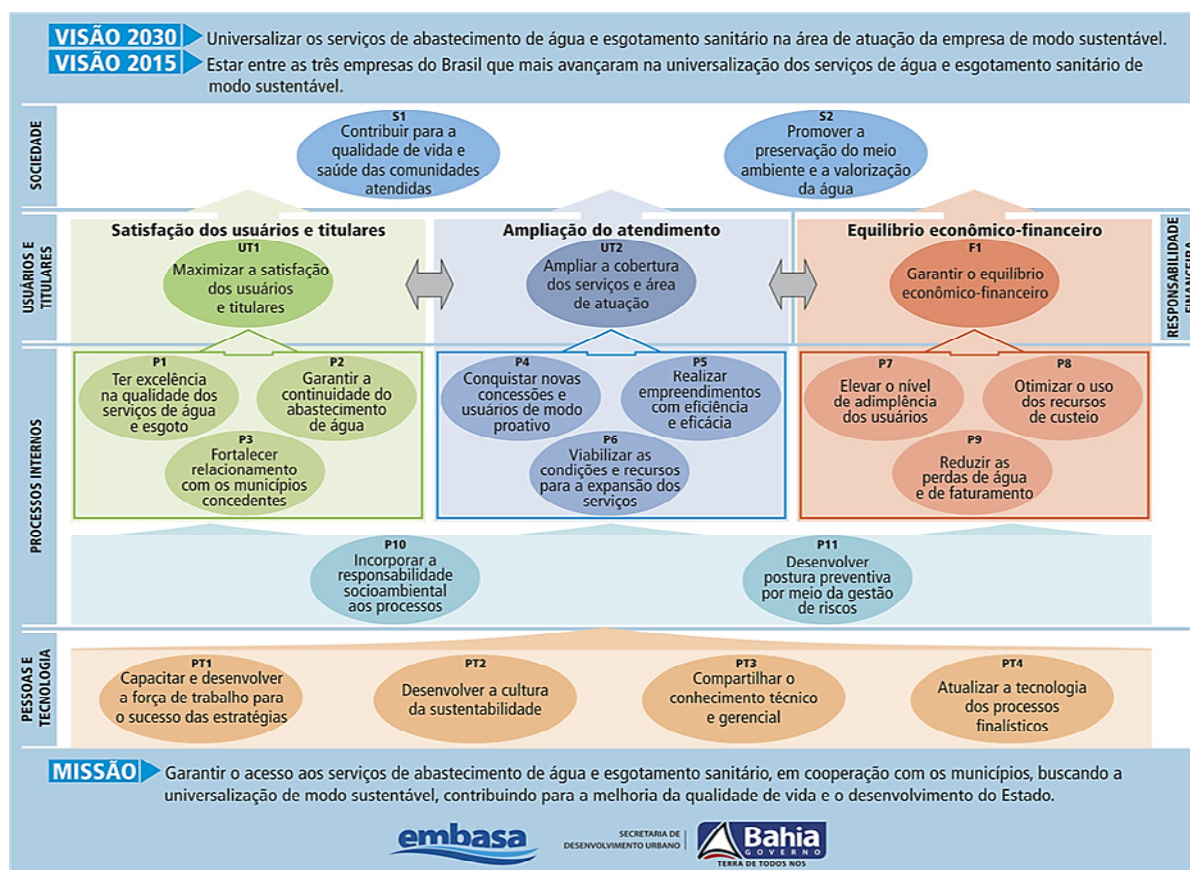 VISÃO 2030 Universalizar os serviços de abastecimento de água e esgotamento sanitário na área de atuação da empresa de modo sustentável.
VISÃO 2015 Estar entre as três empresas do Brasil que mais avançaram na universalização dos serviços de água e esgotamento sanitário de
modo sustentável.
SOCIEDADE
S1
Contribuir para a
qualidade de vida e
saúde das comunidades
atendidas
S2
Promover a
preservação do meio
ambiente e a valorização
da água
USUÁRIOS E
TITULARES
Satisfação dos usuários e titulares
UT1
Maximizar a satisfação
dos usuários
e titulares
Ampliação do atendimento
UT2
Ampliar a cobertura
dos serviços e área
de atuação
Equilíbrio econômico-financeiro
F1
Garantir o equilíbrio
econômico-financeiro
RESPONSABILIDADE
FINANCEIRA
PROCESSOS INTERNOS
P1
Ter excelência
na qualidade dos
serviços de água
e esgoto
P2
Garantir a
continuidade do
abastecimento
de água
P3
Fortalecer
relacionamento
com os municípios
concedentes
P4
Conquistar novas
concessões e
usuários de modo
proativo
P5
Realizar
empreendimentos
com eficiência
e eficácia
P6
Viabilizar as
condições e recursos
para a expansão dos
serviços
P7
Elevar o nível
de adimplência
dos usuários
P8
Otimizar o uso
dos recursos
de custeio
P9
Reduzir as
perdas de água
e de faturamento
P10
Incorporar a
responsabilidade
socioambiental
aos processos
P11
Desenvolver
postura preventiva
por meio da gestão
de riscos
PESSOAS E
TECNOLOGIA
PT1
Capacitar e desenvolver
a força de trabalho para
o sucesso das estratégias
PT2
Desenvolver a cultura
da sustentabilidade
PT3
Compartilhar o
conhecimento técnico
e gerencial
PT4
Atualizar a tecnologia
dos processos
finalísticos
MISSÃO Garantir o acesso aos serviços de abastecimento de água e esgotamento sanitário, em cooperação com os municípios, buscando a
universalização de modo sustentável, contribuindo para a melhoria da qualidade de vida e o desenvolvimento do Estado.
embasa
SECRETARIA DE
DESENVOLVIMENTO URBANO
Bahia
GOVERNO
TERRA DE TODOS NÓS